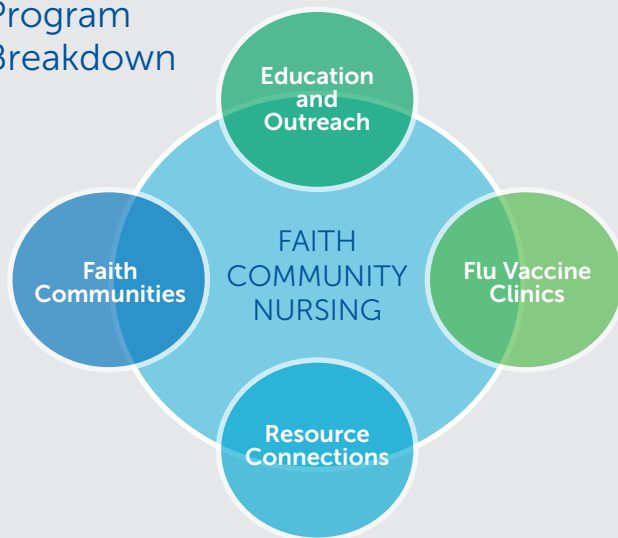 Program
Breakdown
Education
and
Outreach
FAITH
COMMUNITY
NURSING
Faith
Communities
Flu Vaccine
Clinics
Resource
Connections